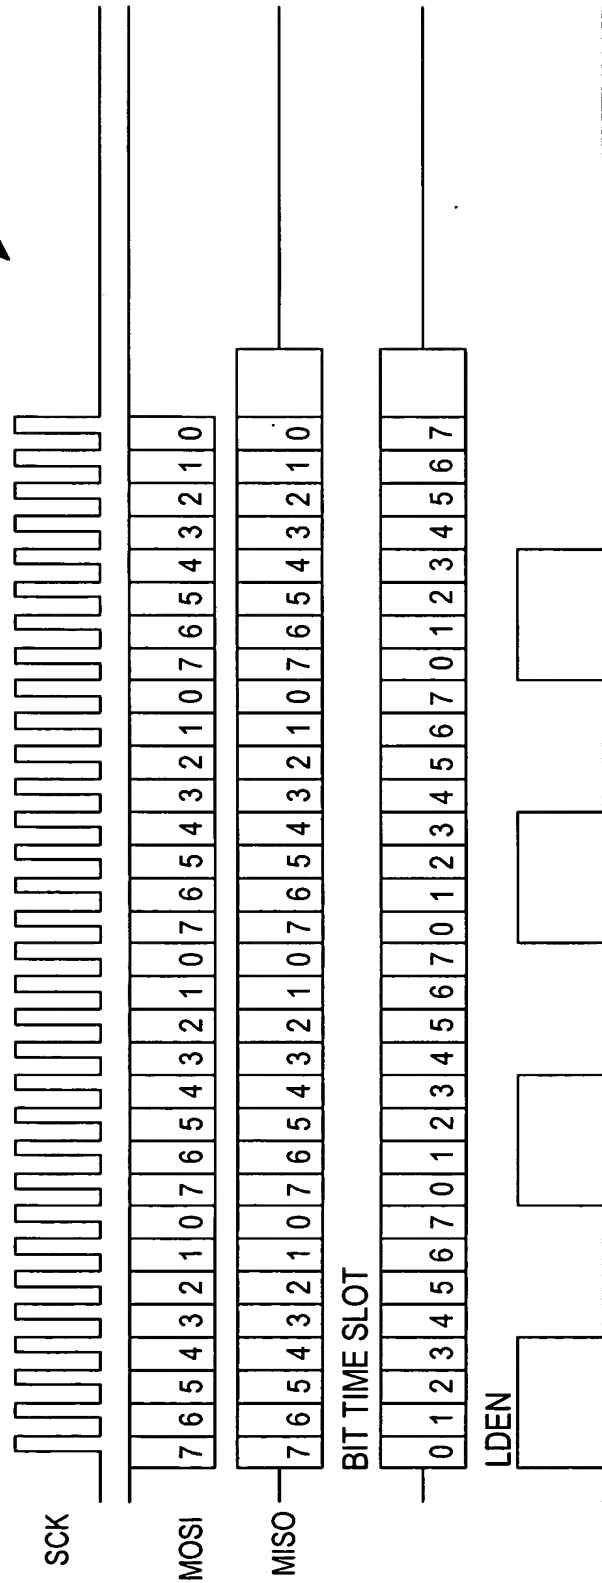 SCK
MOSI 7 6 5 4 3 2 1 0 7 6 5 4 3 2 1 0 7 6 5 4 3 2 1 0 7 6 5 4 3 2 1 0
MISO 7 6 5 4 3 2 1 0 7 6 5 4 3 2 1 0 7 6 5 4 3 2 1 0 7 6 5 4 3 2 1 0
BIT TIME SLOT
0 1 2 3 4 5 6 7 0 1 2 3 4 5 6 7 0 1 2 3 4 5 6 7 0 1 2 3 4 5 6 7
LDEN